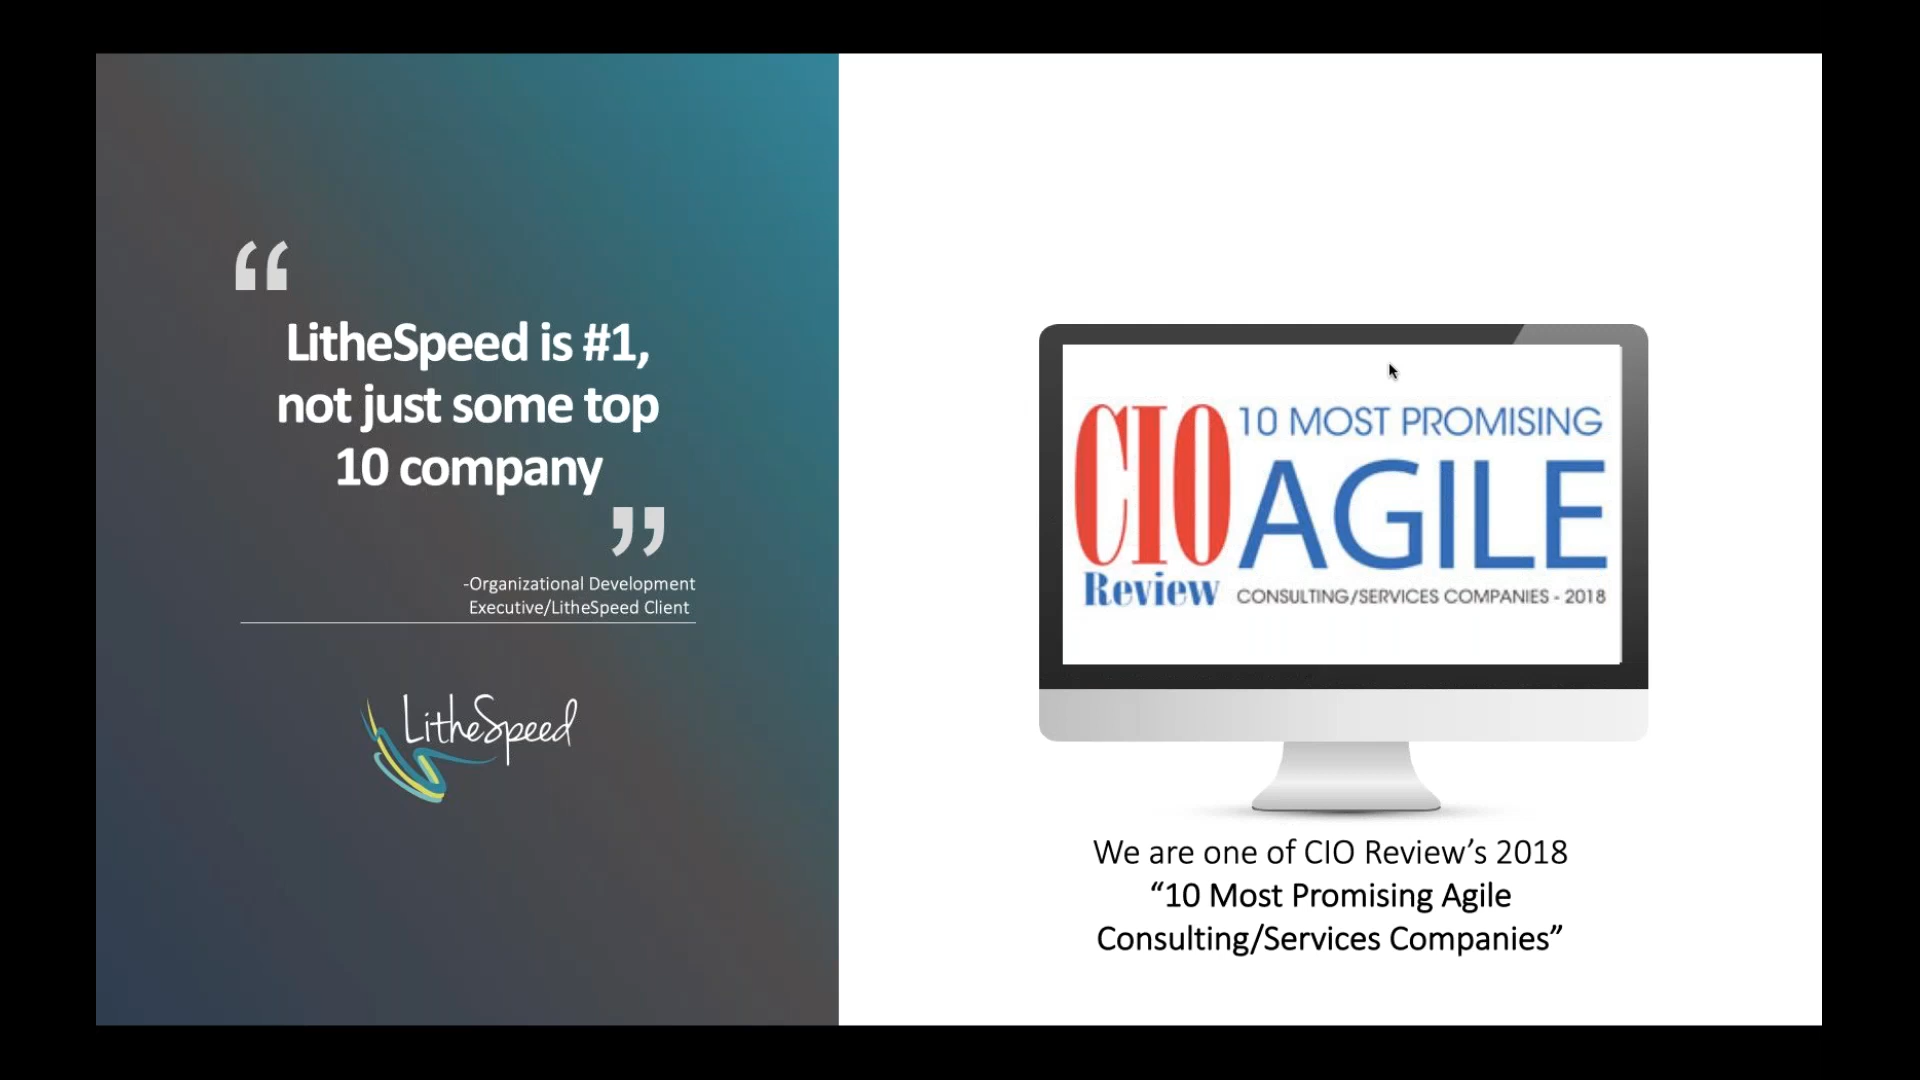 “
LitheSpeed is #1,
not just some top
10 company
”
-Organizational Development
Executive/LitheSpeed Client
LitheSpeed
CIO
Review
10 MOST PROMISING
AGILE
CONSULTING/SERVICES COMPANIES - 2018
We are one of CIO Review’s 2018
“10 Most Promising Agile
Consulting/Services Companies”